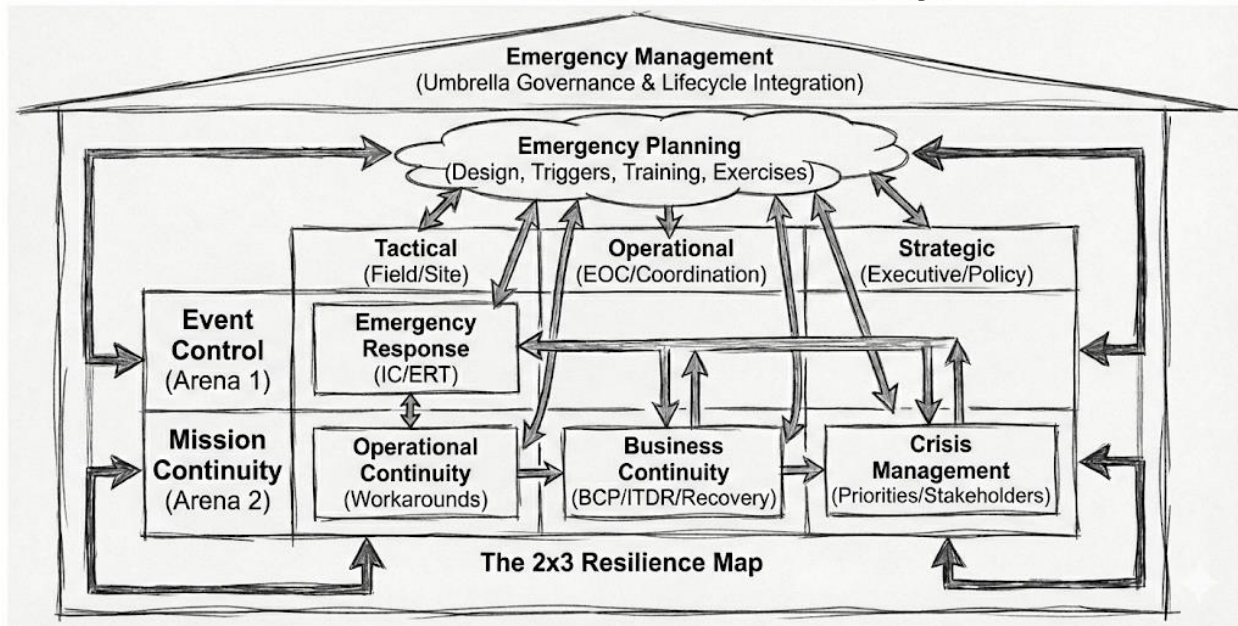 Emergency Management
(Umbrella Governance & Lifecycle Integration)
Emergency Planning
(Design, Triggers, Training, Exercises)
Tactical
(Field/Site)
Operational
(EOC/Coordination)
Strategic
(Executive/Policy)
Event
Control
(Arena 1)
Emergency
Response
(IC/ERT)
Mission
Continuity
(Arena 2)
Operational
Continuity
(Workarounds)
Business
Continuity
(BCP/ITDR/Recovery)
Crisis
Management
(Priorities/Stakeholders)
The 2x3 Resilience Map